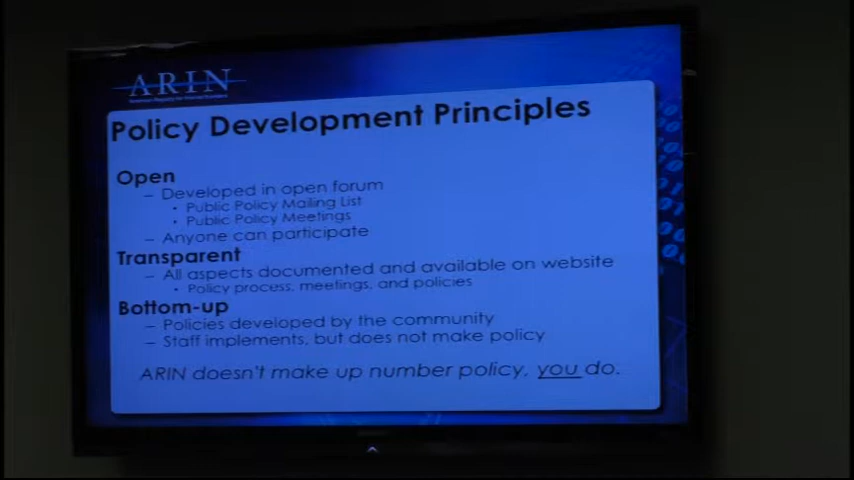 ARIN
Policy Development Principles
Open
– Developed in open forum
• Public Policy Mailing List
• Public Policy Meetings
– Anyone can participate
Transparent
– All aspects documented and available on website
• Policy process, meetings, and policies
Bottom-up
– Policies developed by the community
– Staff implements, but does not make policy
ARIN doesn't make up number policy, you do.